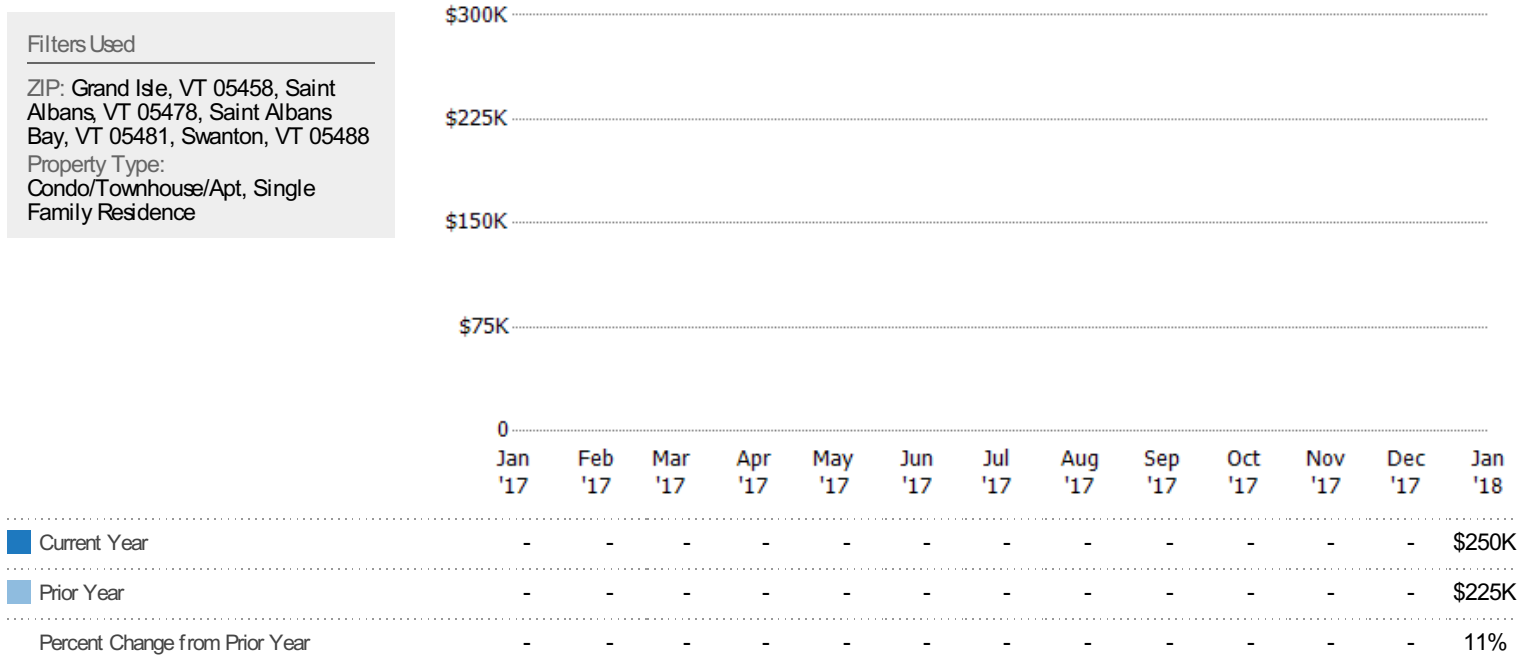 Filters Used
ZIP: Grand Isle, VT 05458, Saint
Albans, VT 05478, Saint Albans
Bay, VT 05481, Swanton, VT 05488
Property Type:
Condo/Townhouse/Apt, Single
Family Residence
$300K
$225K
$150K
$75K
0
Jan Feb Mar Apr May Jun Jul Aug Sep Oct Nov Dec Jan
'17 '17 '17 '17 '17 '17 '17 '17 '17 '17 '17 '17 '18
Current Year - - - - - - - - - - - - $250K
Prior Year - - - - - - - - - - - - $225K
Percent Change from Prior Year - - - - - - - - - - - - 11%